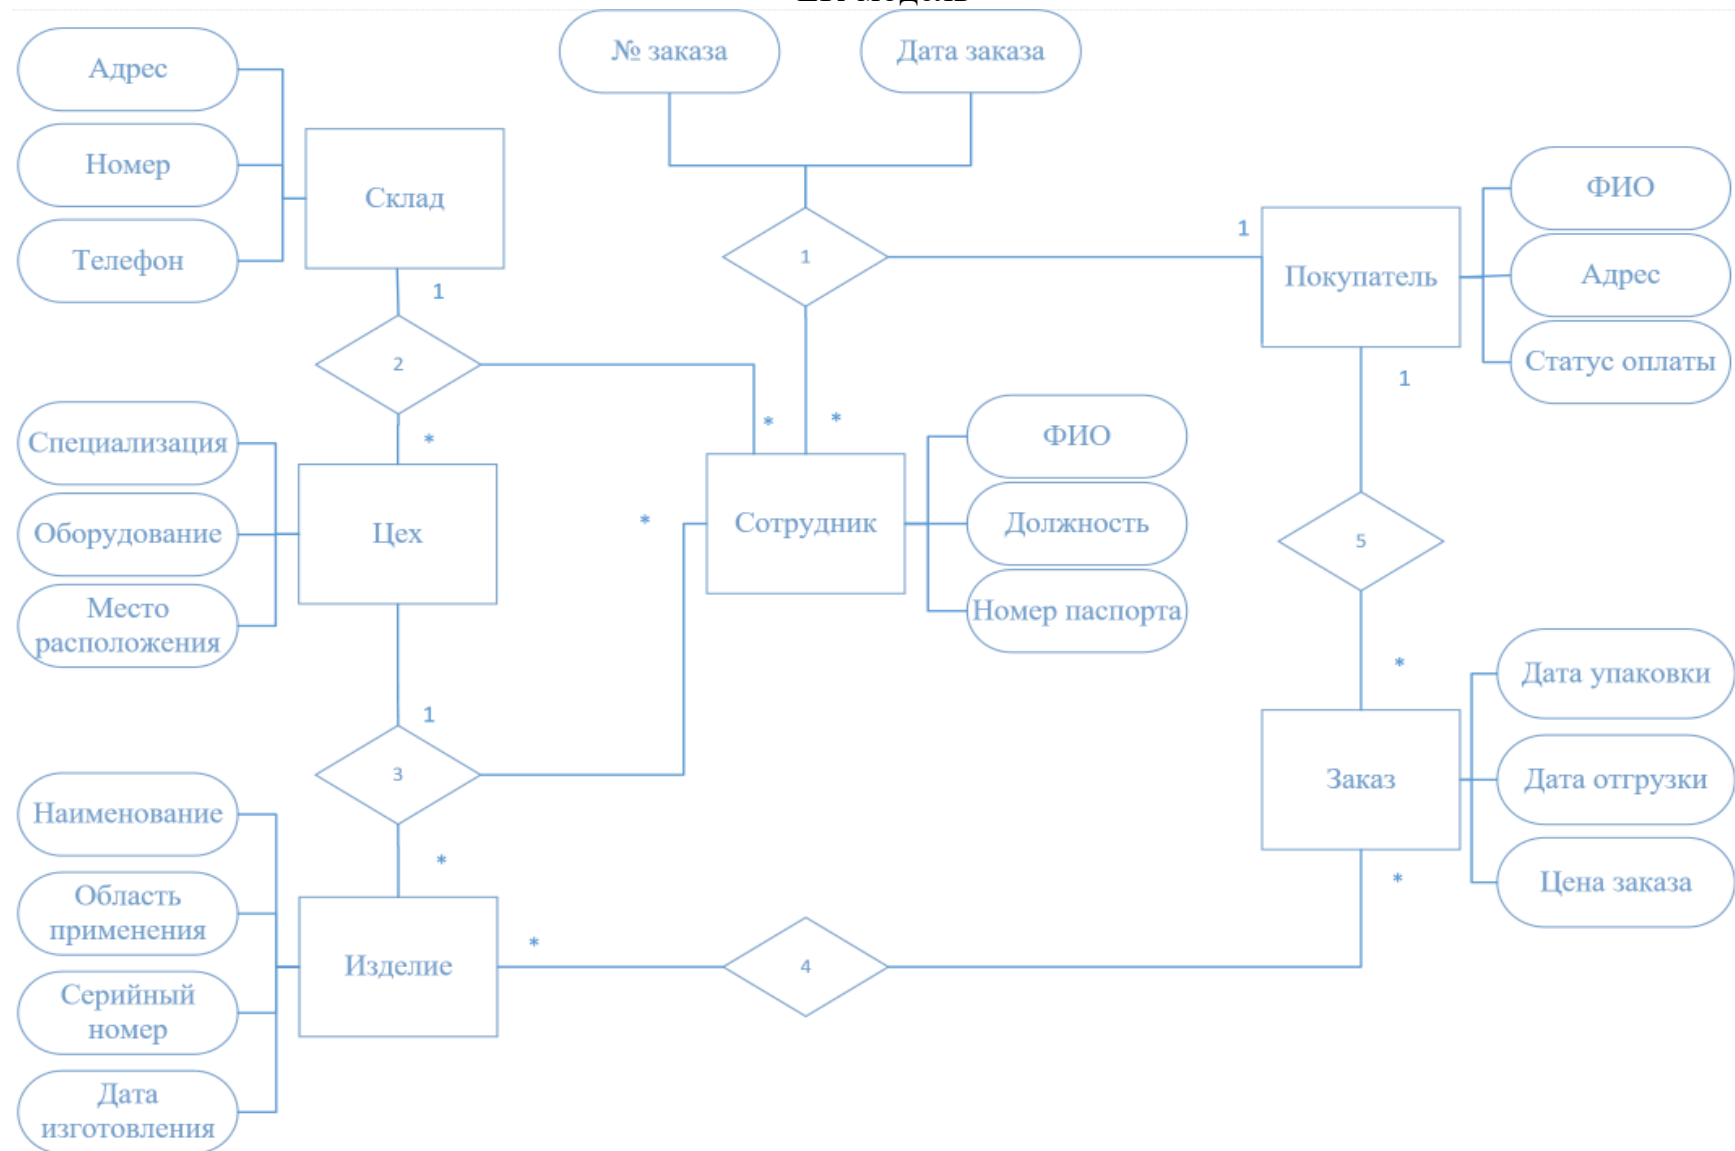 № заказа
Дата заказа
Адрес
Номер
Телефон
Склад
1
1
1
Покупатель
ФИО
Адрес
Статус оплаты
2
*
*
*
1
Специализация
Оборудование
Место
расположения
Цех
*
Сотрудник
ФИО
Должность
Номер паспорта
5
1
3
*
*
Заказ
Дата упаковки
Дата отгрузки
Цена заказа
*
Наименование
Область
применения
Серийный
номер
Дата
изготовления
Изделие
*
4